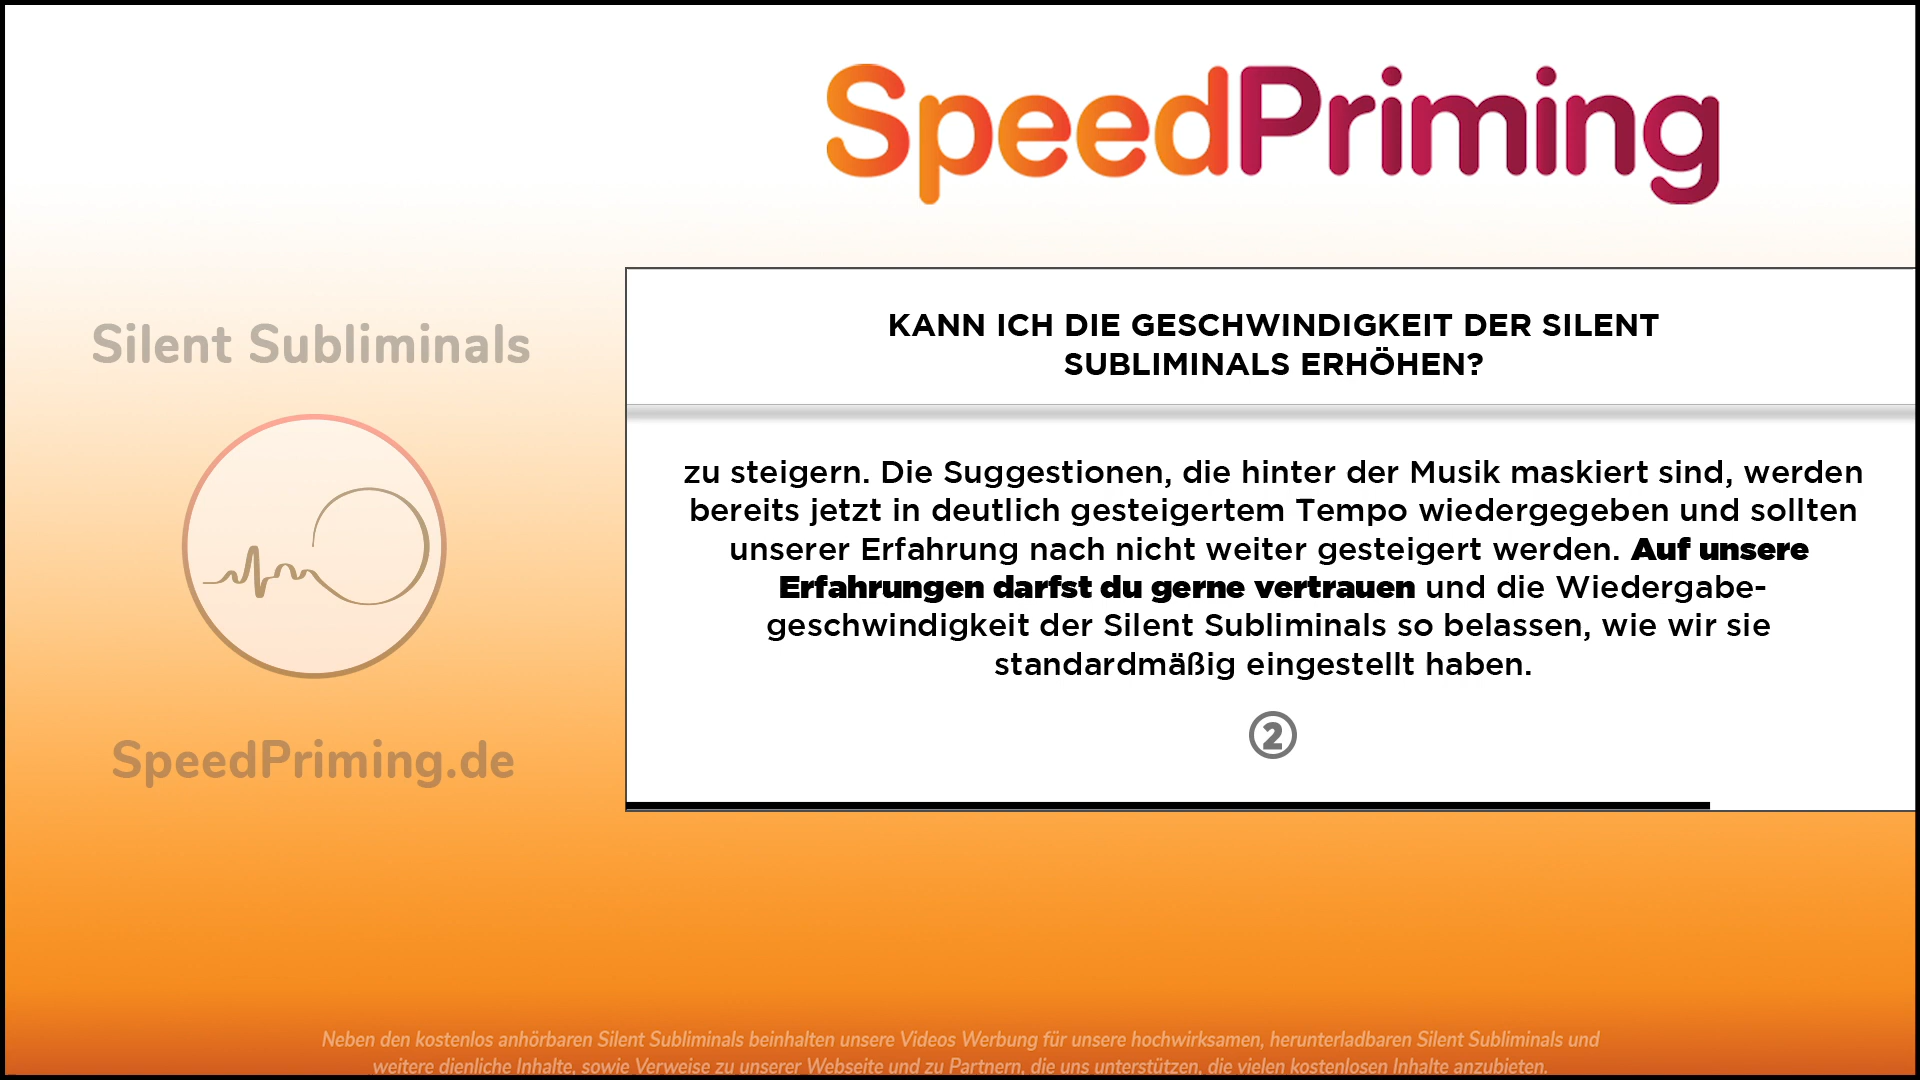 SpeedPriming
Silent Subliminals
SpeedPriming.de
KANN ICH DIE GESCHWINDIGKEIT DER SILENT
SUBLIMINALS ERHÖHEN?
zu steigern. Die Suggestionen, die hinter der Musik maskiert sind, werden
bereits jetzt in deutlich gesteigertem Tempo wiedergegeben und sollten
unserer Erfahrung nach nicht weiter gesteigert werden. Auf unsere
Erfahrungen darfst du gerne vertrauen und die Wiedergabe-
geschwindigkeit der Silent Subliminals so belassen, wie wir sie
standardmäßig eingestellt haben.
2
Neben den kostenlos anhörbaren Silent Subliminals beinhalten unsere Videos Werbung für unsere hochwirksamen, herunterladbaren Silent Subliminals und
weitere dienliche Inhalte, sowie Verweise zu unserer Webseite und zu Partnern, die uns unterstützen, die vielen kostenlosen Inhalte anzubieten.